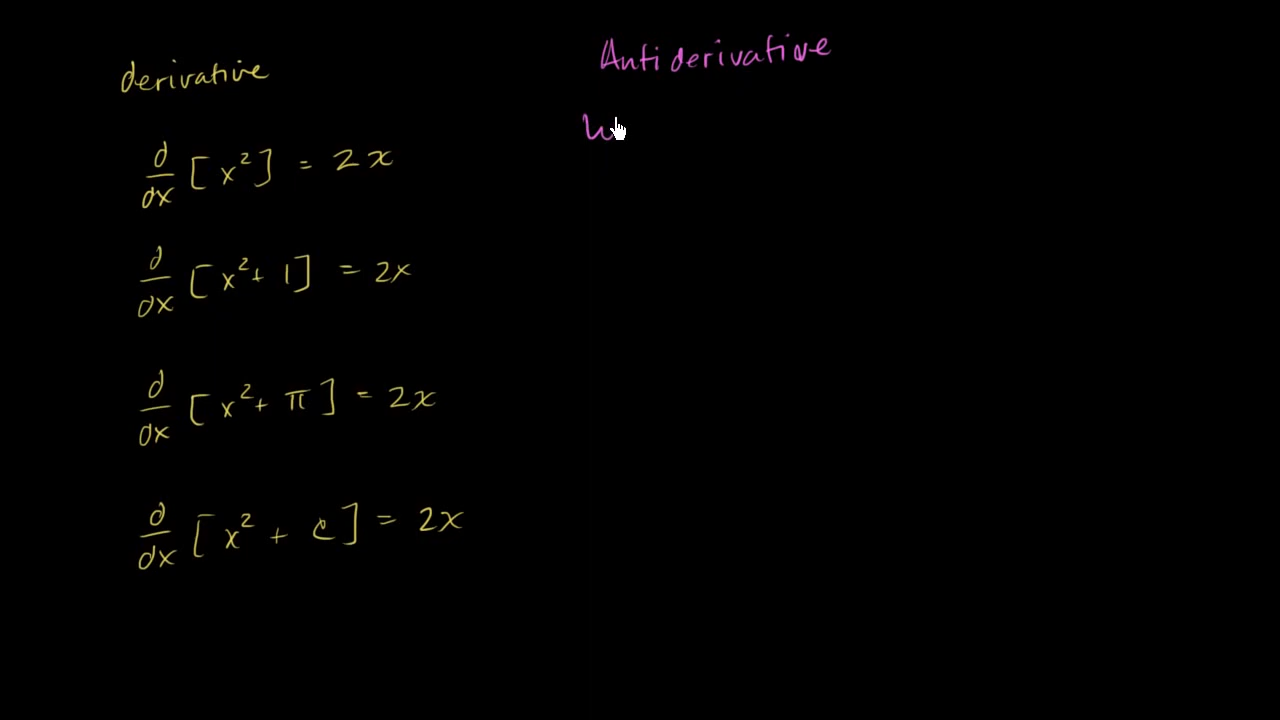 derivative
d/dx [x² ] = 2x
d/dx [x² + 1] = 2x
d/dx [x² + π] = 2x
d/dx [x² + c] = 2x
Antiderivative